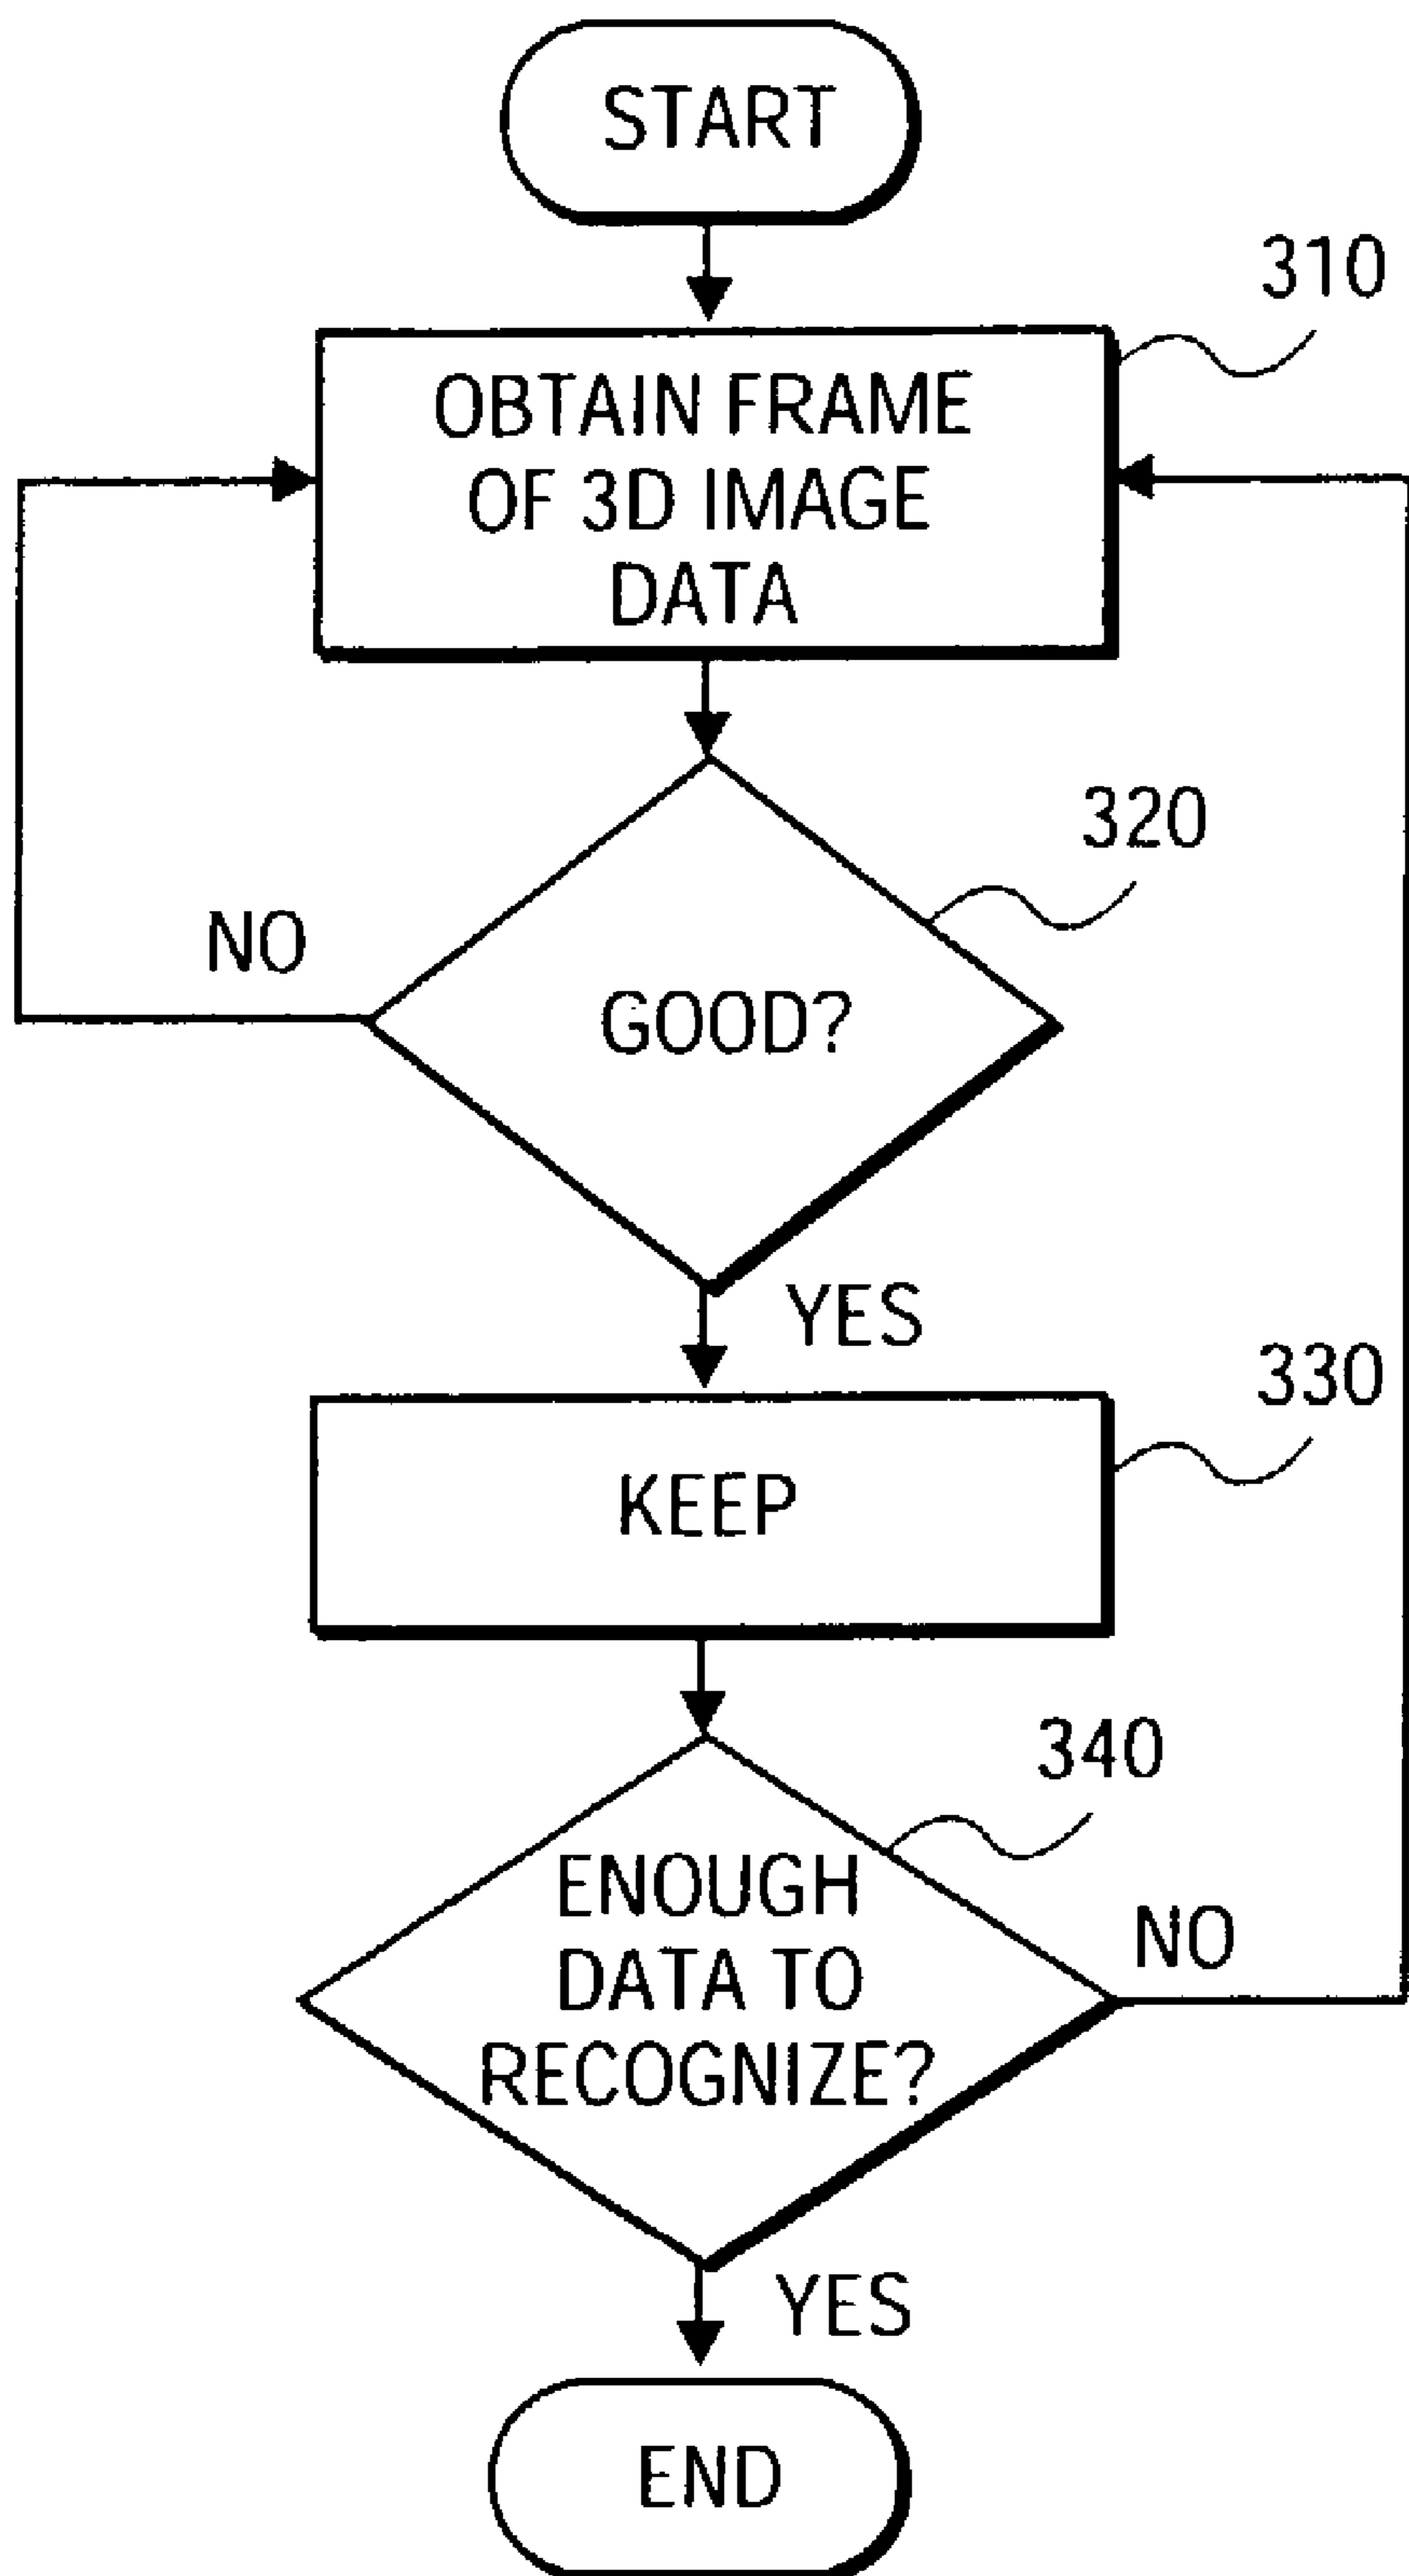 START
310
OBTAIN FRAME
OF 3D IMAGE
DATA
320
NO
GOOD?
YES
330
KEEP
340
ENOUGH
DATA TO
RECOGNIZE?
NO
YES
END